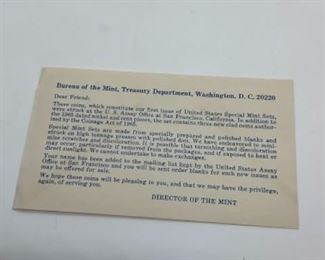 Bureau of the Mint, Treasury Department, Washington, D. C. 20220
Dear Friend:
These coins, which constitute our first issue of United States Special Mint Sets,
were struck at the U. S. Assay Office at San Francisco, California. In addition to
the 1965 dated nickel and cent pieces, the set contains three new clad coins author-
ized by the Coinage Act of 1965.
Special Mint Sets are made from specially prepared and polished blanks and
struck on high tonnage presses with polished dies. We have endeavored to mini-
mize scratches and discoloration. It is possible that tarnishing and discoloration
may occur, particularly if removed from the packages, and if exposed to heat or
direct sunlight. We cannot undertake to make exchanges.
Your name has been added to the mailing list kept by the United States Assay
Office at San Francisco and you will be sent order blanks for such new issues as
may be offered for sale.
We hope these coins will be pleasing to you, and that we may have the privilege,
again, of serving you.
DIRECTOR OF THE MINT